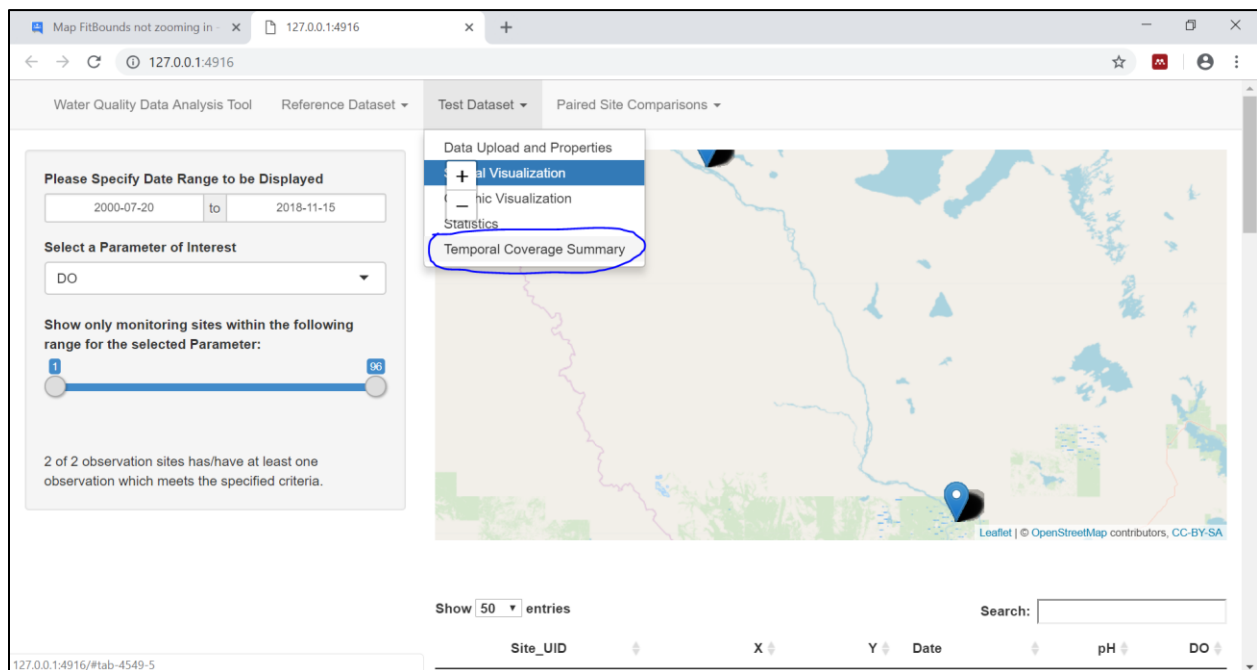 Map FitBounds not zooming in -
127.0.0.1:4916
127.0.0.1:4916
Water Quality Data Analysis Tool Reference Dataset Test Dataset Paired Site Comparisons
Data Upload and Properties
al Visualization
hic Visualization
Statistics
Temporal Coverage Summary
+
−
Please Specify Date Range to be Displayed
2000-07-20 to 2018-11-15
Select a Parameter of Interest
DO
Show only monitoring sites within the following
range for the selected Parameter:
1 96
2 of 2 observation sites has/have at least one
observation which meets the specified criteria.
Leaflet | © OpenStreetMap contributors, CC-BY-SA
Show 50 entries Search:
Site_UID X Y Date pH DO
127.0.0.1:4916/#tab-4549-5